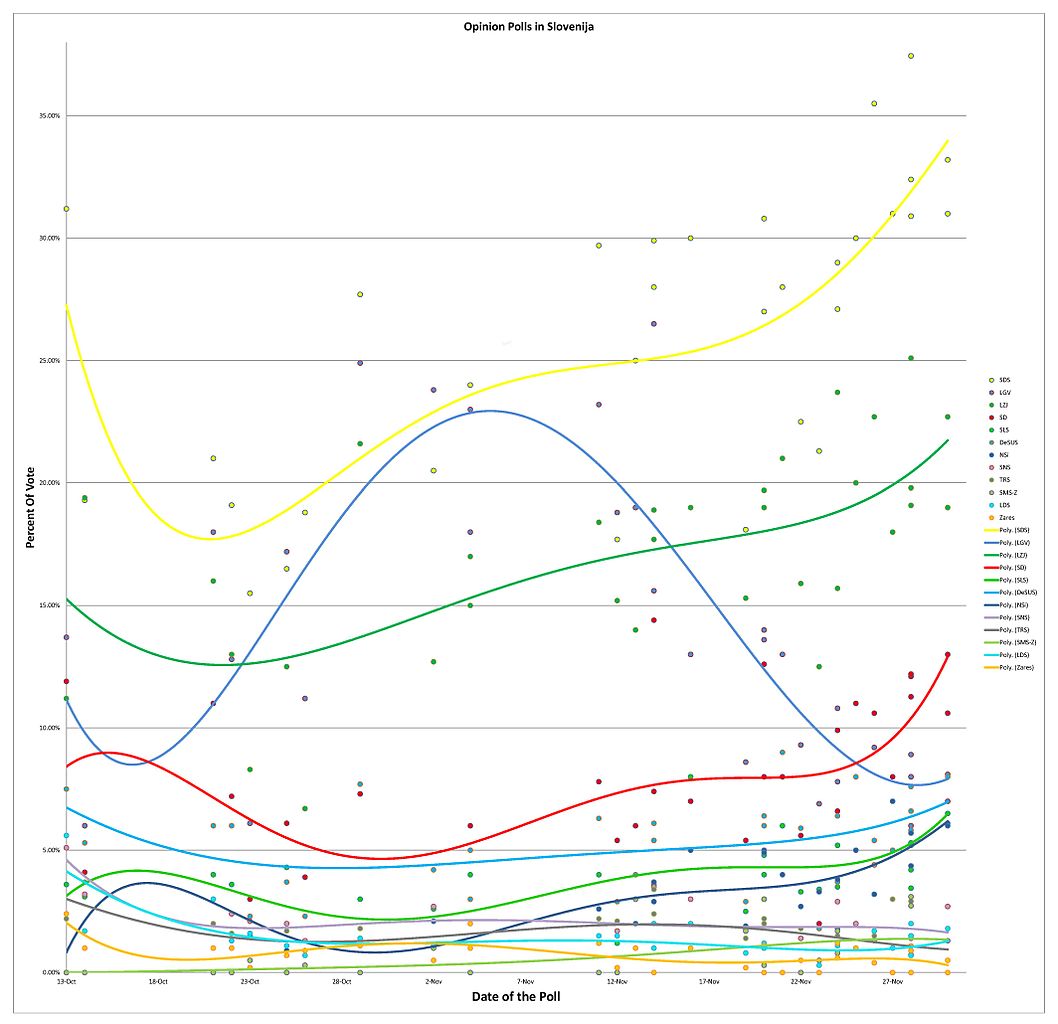 Opinion Polls in Slovenija
35.00%
30.00%
25.00%
20.00%
15.00%
10.00%
5.00%
0.00%
Percent Of Vote
13-Oct 18-Oct 23-Oct 28-Oct 2-Nov 7-Nov 12-Nov 17-Nov 22-Nov 27-Nov
Date of the Poll
SDS
LGV
LZJ
SD
SLS
DeSUS
NSi
SNS
TRS
SMS-Z
LDS
Zares
Poly. (SDS)
Poly. (LGV)
Poly. (LZJ)
Poly. (SD)
Poly. (SLS)
Poly. (DeSUS)
Poly. (NSi)
Poly. (SNS)
Poly. (TRS)
Poly. (SMS-Z)
Poly. (LDS)
Poly. (Zares)